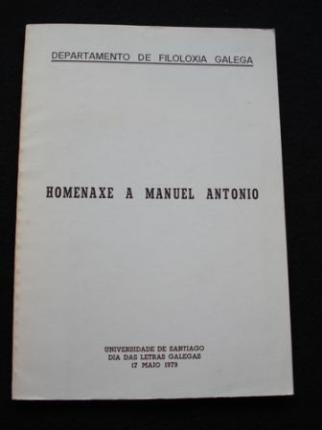 DEPARTAMENTO DE FILOLOXIA GALEGA
HOMENAXE A MANUEL ANTONIO
UNIVERSIDADE DE SANTIAGO
DIA DAS LETRAS GALEGAS
17 MAIO 1979